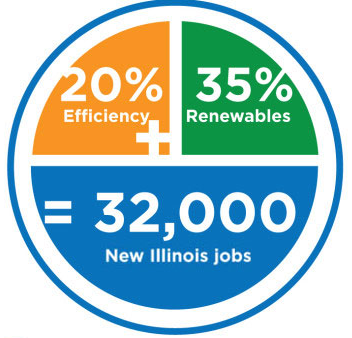 20% 35%
Efficiency Renewables
+
= 32,000
New Illinois jobs